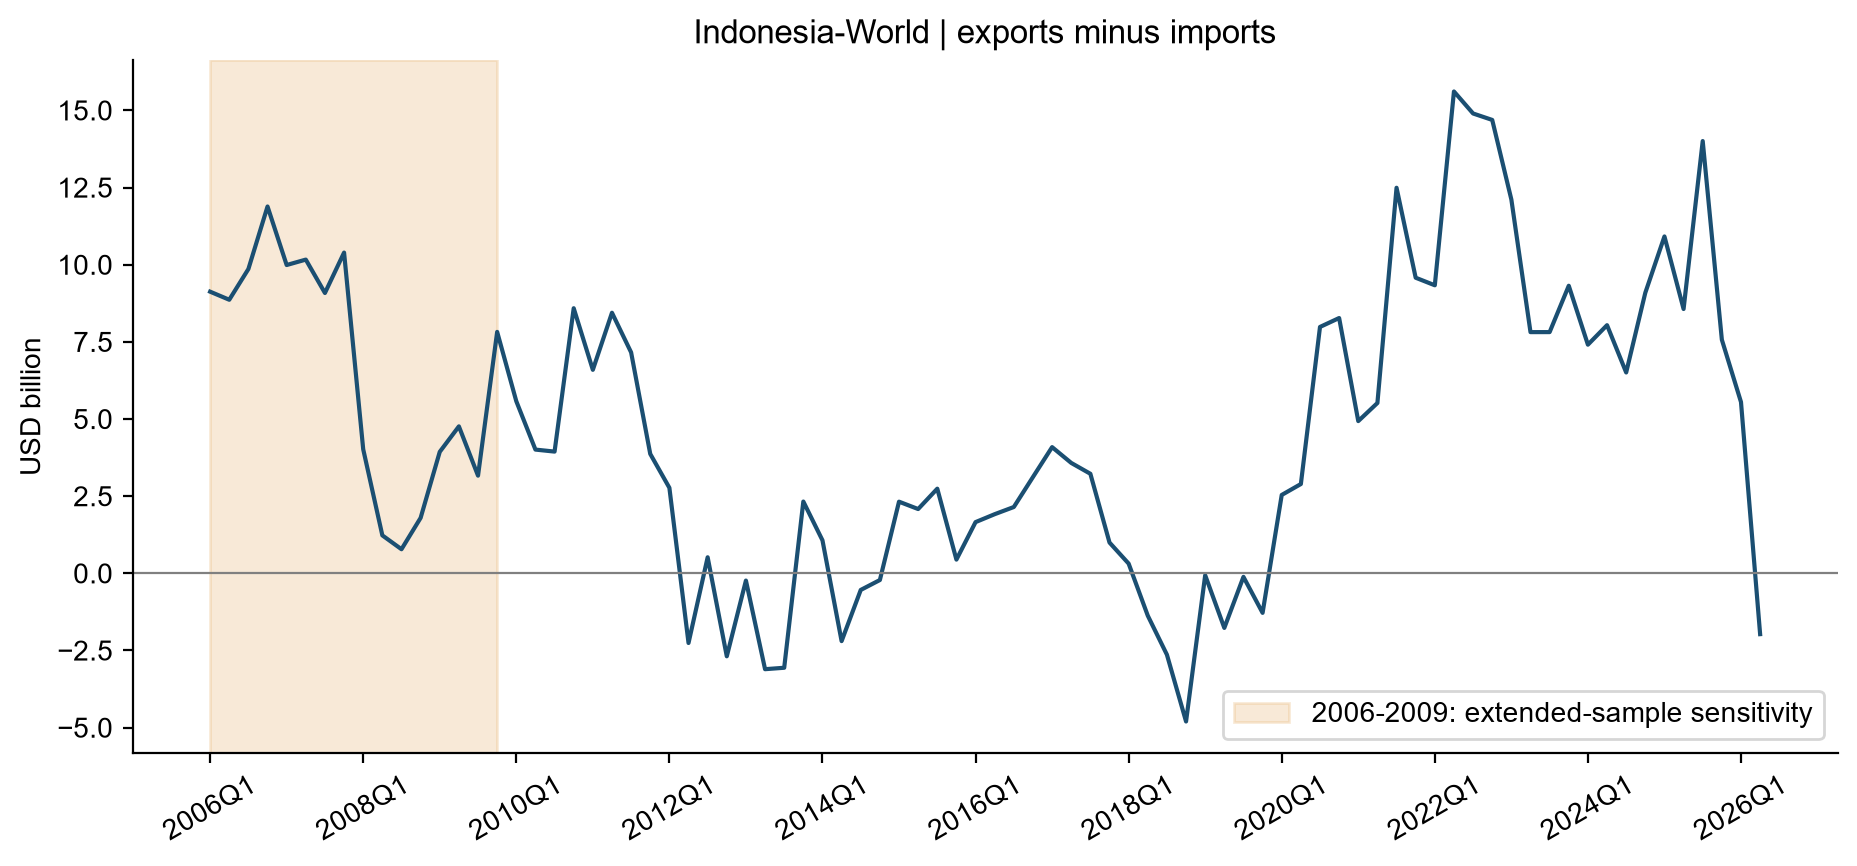 Indonesia-World | exports minus imports
USD billion
15.0
12.5
10.0
7.5
5.0
2.5
0.0
−2.5
−5.0
2006-2009: extended-sample sensitivity
2006Q1
2008Q1
2010Q1
2012Q1
2014Q1
2016Q1
2018Q1
2020Q1
2022Q1
2024Q1
2026Q1